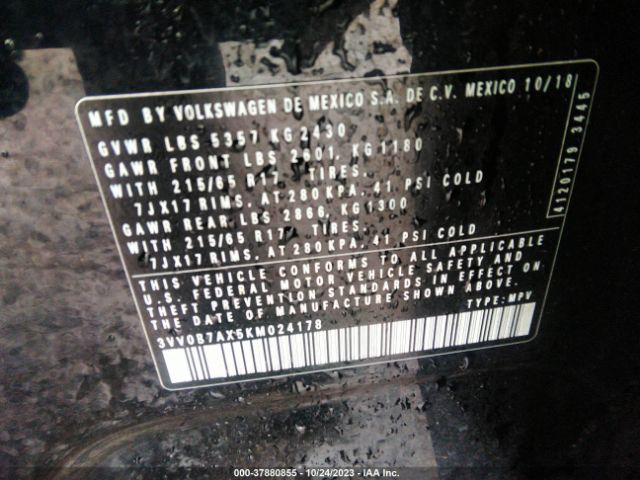 MFD BY VOLKSWAGEN DE MEXICO S.A. DE C.V. MEXICO 10/18
GVWR LBS 5357 KG 2430
GAWR FRONT LBS 2601, KG 1180
WITH 215/65 R17 TIRES.
7JX17 RIMS, AT 280 KPA, 41 PSI COLD
GAWR REAR LBS 2866, KG 1300
WITH 215/65 R17 TIRES.
7JX17 RIMS, AT 280 KPA, 41 PSI COLD
THIS VEHICLE CONFORMS TO ALL APPLICABLE
U.S. FEDERAL MOTOR VEHICLE SAFETY AND
THEFT PREVENTION STANDARDS IN EFFECT ON
THE DATE OF MANUFACTURE SHOWN ABOVE.
3VV0B7AX5KM024178 TYPE: MPV
4120179 3445
000-37880855 - 10/24/2023 - IAA Inc.